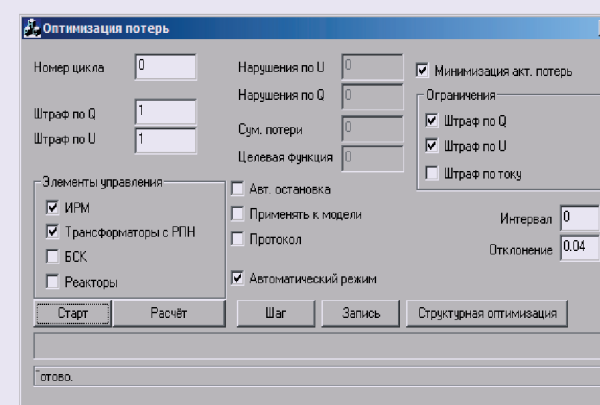 Оптимизация потерь
Номер цикла 0
Штраф по Q 1
Штраф по U 1
Нарушения по U 0
Нарушения по Q 0
Сум. потери 0
Целевая функция 0
Минимизация акт. потерь
Ограничения
Штраф по Q
Штраф по U
Штраф по току
Элементы управления
ИРМ
Трансформаторы с РПН
БСК
Реакторы
Авт. остановка
Применять к модели
Протокол
Автоматический режим
Интервал 0
Отклонение 0.04
Старт Расчёт Шаг Запись Структурная оптимизация
Готово.